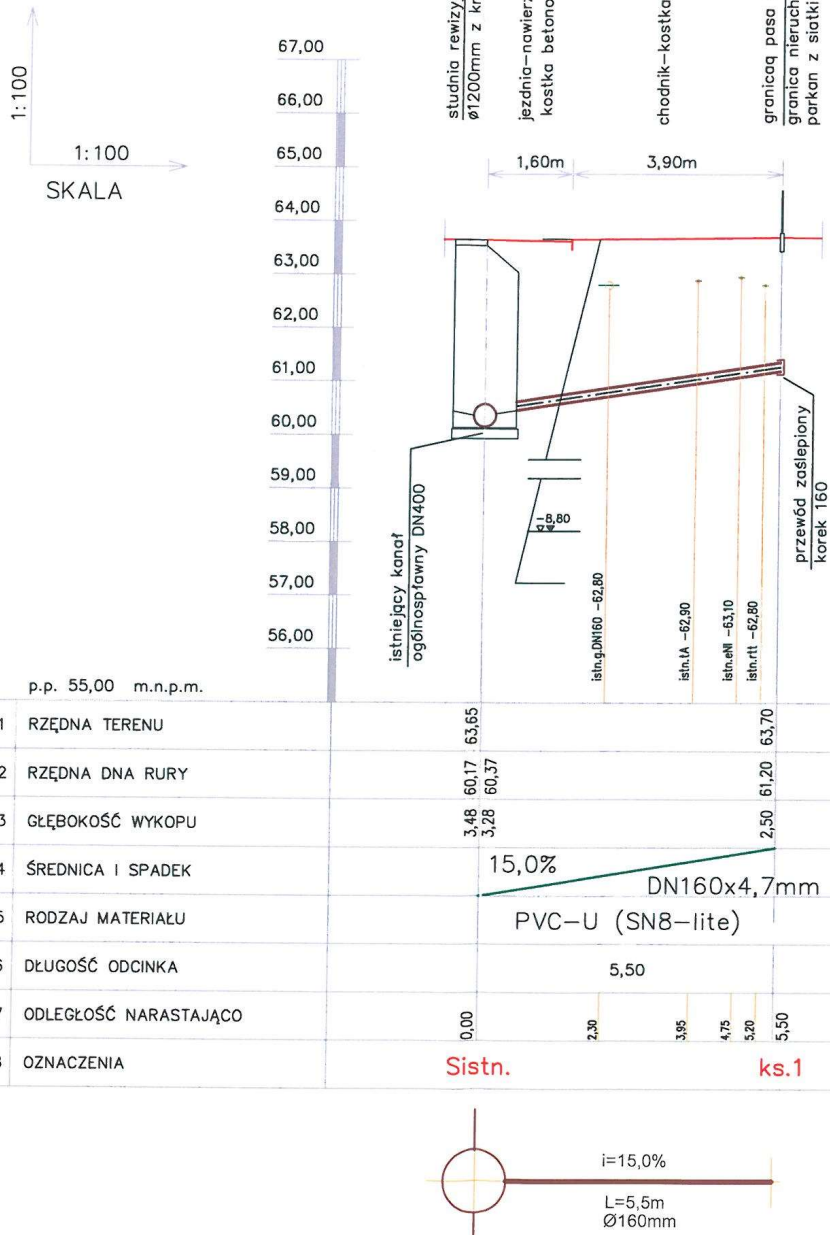 1:100
1:100
SKALA
67,00
66,00
65,00
64,00
63,00
62,00
61,00
60,00
59,00
58,00
57,00
56,00
p.p. 55,00 m.n.p.m.
studnia rewizy
ø1200mm z
jezdnia-nawierz
kostka beton
chodnik-kostka
granicaq pasa
granica nieruch
parkan z siatki
1,60m
3,90m
istniejący kanał
ogólnospławny DN400
-8,80
istn.g.DN160 -62,80
istn.tA -62,90
istn.eNI -63,10
istn.rtt -62,80
przewód zaślepiony
korek 160
1 RZĘDNA TERENU 63,65 63,70
2 RZĘDNA DNA RURY 60,17 60,37 61,20
3 GŁĘBOKOŚĆ WYKOPU 3,48 3,28 2,50
4 ŚREDNICA I SPADEK 15,0% DN160x4,7mm
5 RODZAJ MATERIAŁU PVC-U (SN8-lite)
6 DŁUGOŚĆ ODCINKA 5,50
7 ODLEGŁOŚĆ NARASTAJĄCO 0,00 2,30 3,95 4,75 5,20 5,50
OZNACZENIA Sistn. ks.1
i=15,0%
L=5,5m
Ø160mm